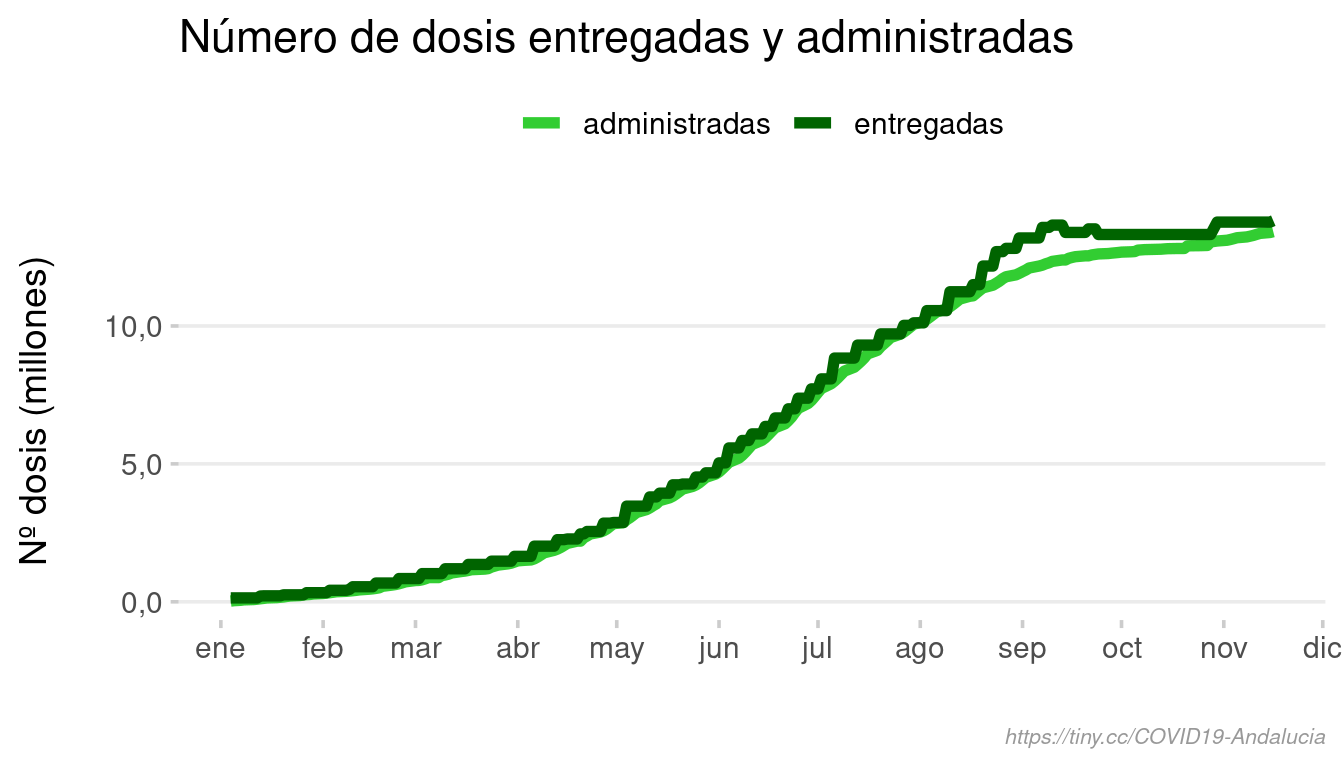 Número de dosis entregadas y administradas
administradas entregadas
Nº dosis (millones)
10,0
5,0
0,0
ene feb mar abr may jun jul ago sep oct nov dic
https://tiny.cc/COVID19-Andalucia